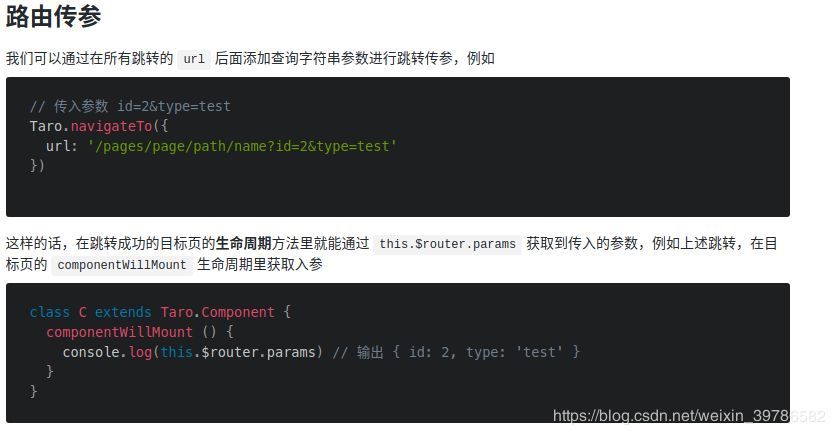 路由传参
我们可以通过在所有跳转的 url 后面添加查询字符串参数进行跳转传参，例如
// 传入参数 id=2&type=test
Taro.navigateTo({
  url: '/pages/page/path/name?id=2&type=test'
})
这样的话，在跳转成功的目标页的生命周期方法里就能通过 this.$router.params 获取到传入的参数，例如上述跳转，在目
标页的 componentWillMount 生命周期里获取入参
class C extends Taro.Component {
  componentWillMount () {
    console.log(this.$router.params) // 输出 { id: 2, type: 'test' }
  }
}
https://blog.csdn.net/weixin_39786582